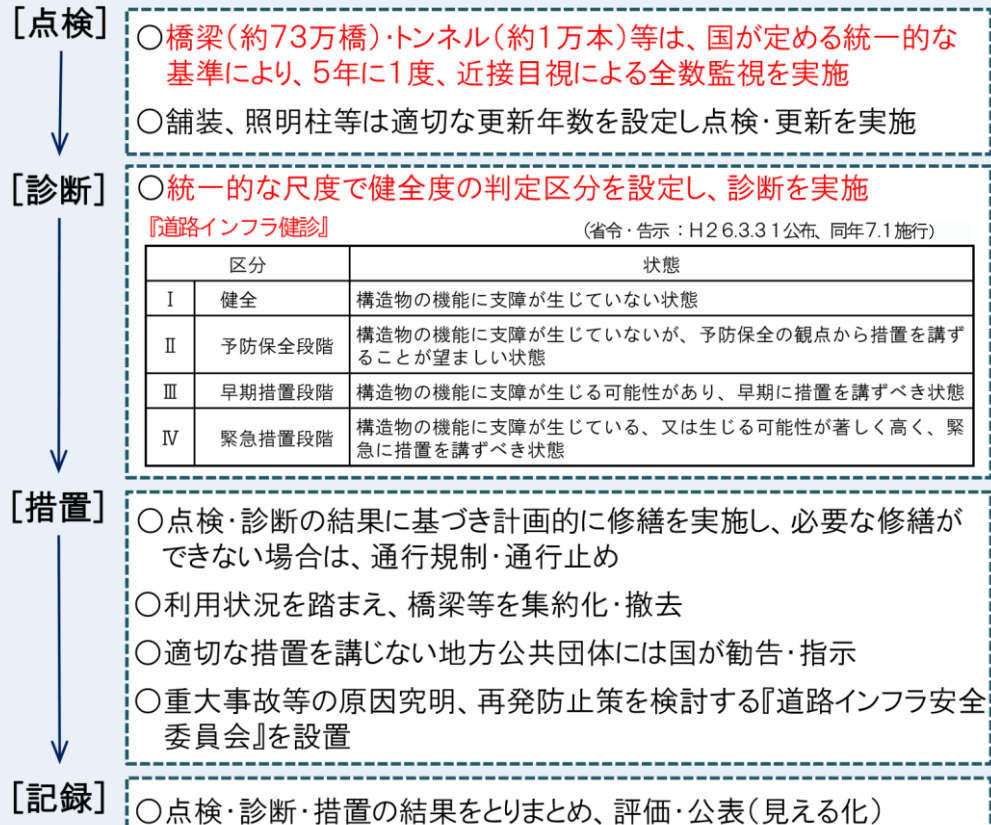 [点検]
○橋梁(約73万橋)・トンネル(約1万本)等は、国が定める統一的な
基準により、5年に1度、近接目視による全数監視を実施
○舗装、照明柱等は適切な更新年数を設定し点検・更新を実施
[診断]
○統一的な尺度で健全度の判定区分を設定し、診断を実施
『道路インフラ健診』
(省令・告示:H26.3.31公布、同年7.1施行)
区分 状態
Ⅰ 健全 構造物の機能に支障が生じていない状態
Ⅱ 予防保全段階 構造物の機能に支障が生じていないが、予防保全の観点から措置を講ず
ることが望ましい状態
Ⅲ 早期措置段階 構造物の機能に支障が生じる可能性があり、早期に措置を講ずべき状態
Ⅳ 緊急措置段階 構造物の機能に支障が生じている、又は生じる可能性が著しく高く、緊
急に措置を講ずべき状態
[措置]
○点検・診断の結果に基づき計画的に修繕を実施し、必要な修繕が
できない場合は、通行規制・通行止め
○利用状況を踏まえ、橋梁等を集約化・撤去
○適切な措置を講じない地方公共団体には国が勧告・指示
○重大事故等の原因究明、再発防止策を検討する『道路インフラ安全
委員会』を設置
[記録]
○点検・診断・措置の結果をとりまとめ、評価・公表(見える化)